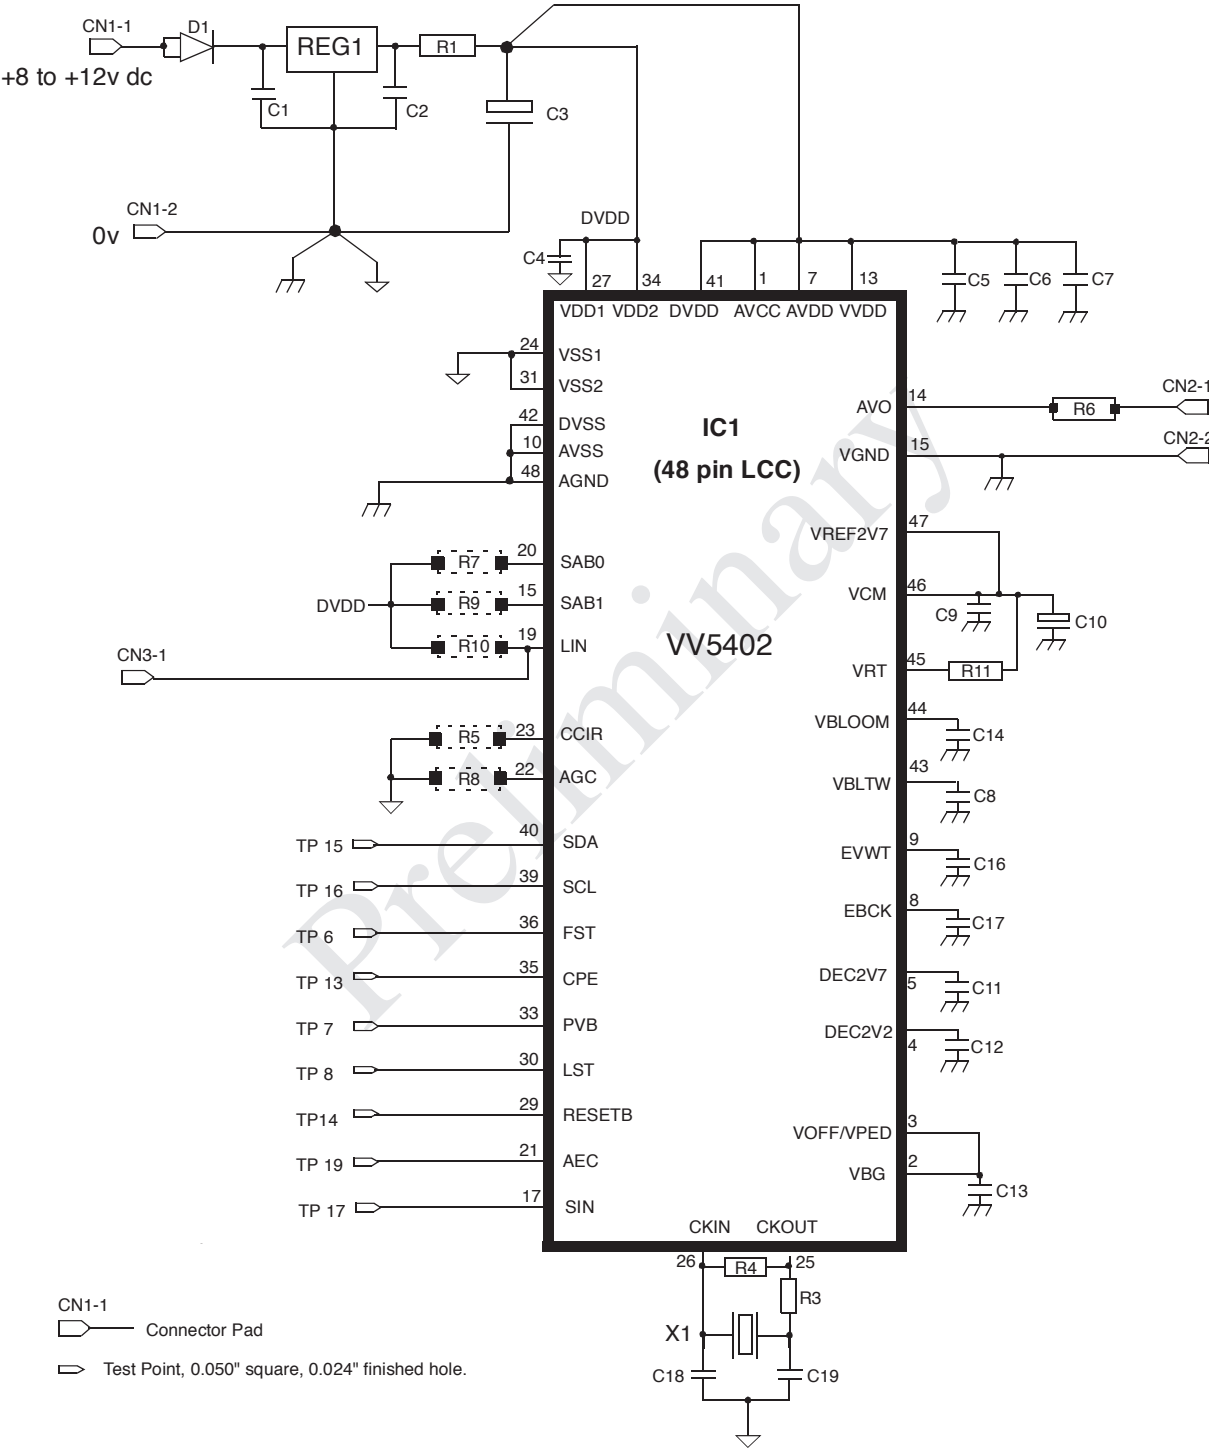 CN1-1
D1
REG1
R1
+8 to +12v dc
C1
C2
C3
CN1-2
0v
DVDD
C4
27
34
41
1
7
13
C5
C6
C7
VDD1
VDD2
DVDD
AVCC
AVDD
VVDD
24
VSS1
31
VSS2
42
DVSS
10
AVSS
48
AGND
IC1
(48 pin LCC)
AVO
14
R6
CN2-1
VGND
15
CN2-2
VREF2V7
47
R7
20
SAB0
DVDD
R9
15
SAB1
R10
19
LIN
CN3-1
VV5402
VCM
46
C9
C10
VRT
45
R11
VBLOOM
44
C14
R5
23
CCIR
R8
22
AGC
VBLTW
43
C8
TP 15
40
SDA
EVWT
9
C16
TP 16
39
SCL
EBCK
8
C17
TP 6
36
FST
TP 13
35
CPE
DEC2V7
5
C11
TP 7
33
PVB
DEC2V2
4
C12
TP 8
30
LST
TP14
29
RESETB
VOFF/VPED
3
TP 19
21
AEC
VBG
2
C13
TP 17
17
SIN
CKIN
CKOUT
26
R4
25
R3
X1
C18
C19
CN1-1
Connector Pad
Test Point, 0.050" square, 0.024" finished hole.
Preliminary